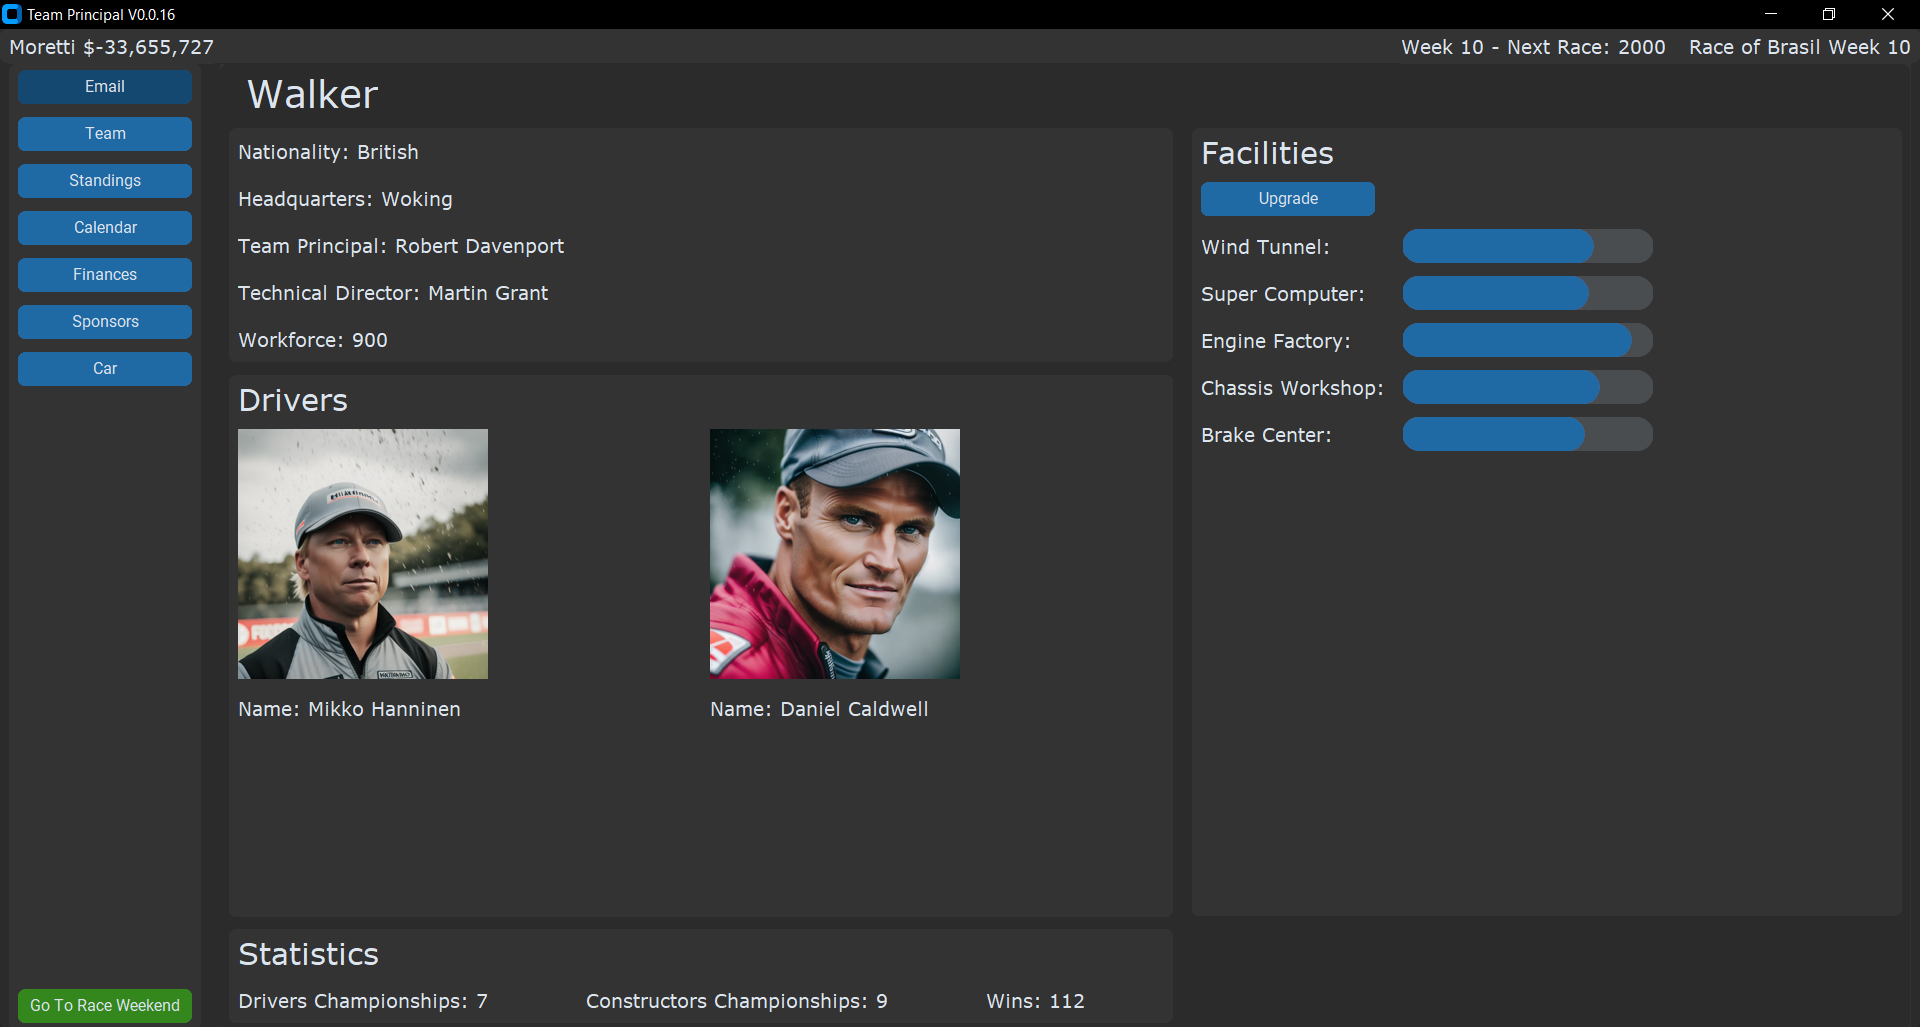 Team Principal V0.0.16
Moretti $-33,655,727
Week 10 - Next Race: 2000 Race of Brasil Week 10
Email
Team
Standings
Calendar
Finances
Sponsors
Car
Go To Race Weekend
Walker
Nationality: British
Headquarters: Woking
Team Principal: Robert Davenport
Technical Director: Martin Grant
Workforce: 900
Drivers
Name: Mikko Hanninen
Name: Daniel Caldwell
Statistics
Drivers Championships: 7
Constructors Championships: 9
Wins: 112
Facilities
Upgrade
Wind Tunnel:
Super Computer:
Engine Factory:
Chassis Workshop:
Brake Center: